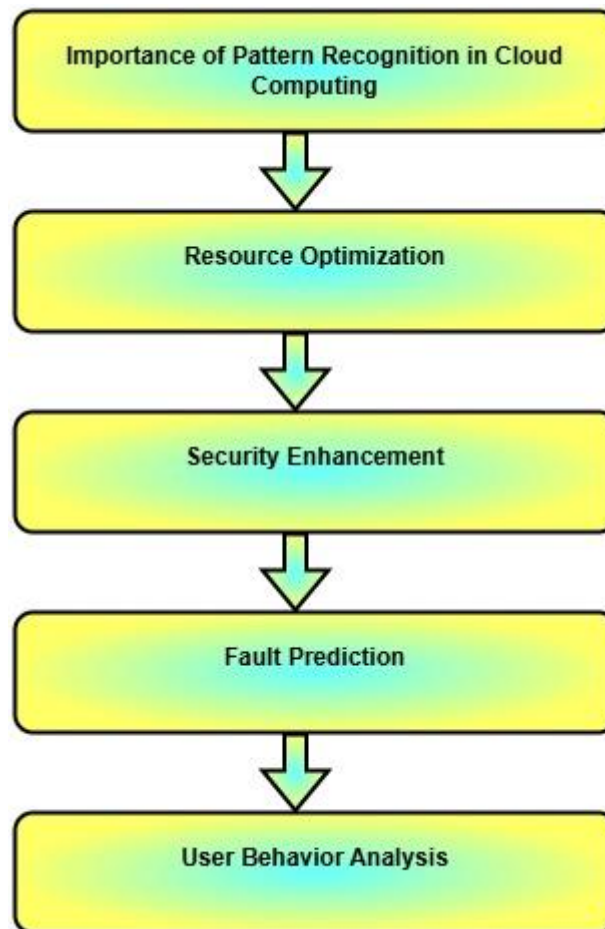 Importance of Pattern Recognition in Cloud
Computing
Resource Optimization
Security Enhancement
Fault Prediction
User Behavior Analysis